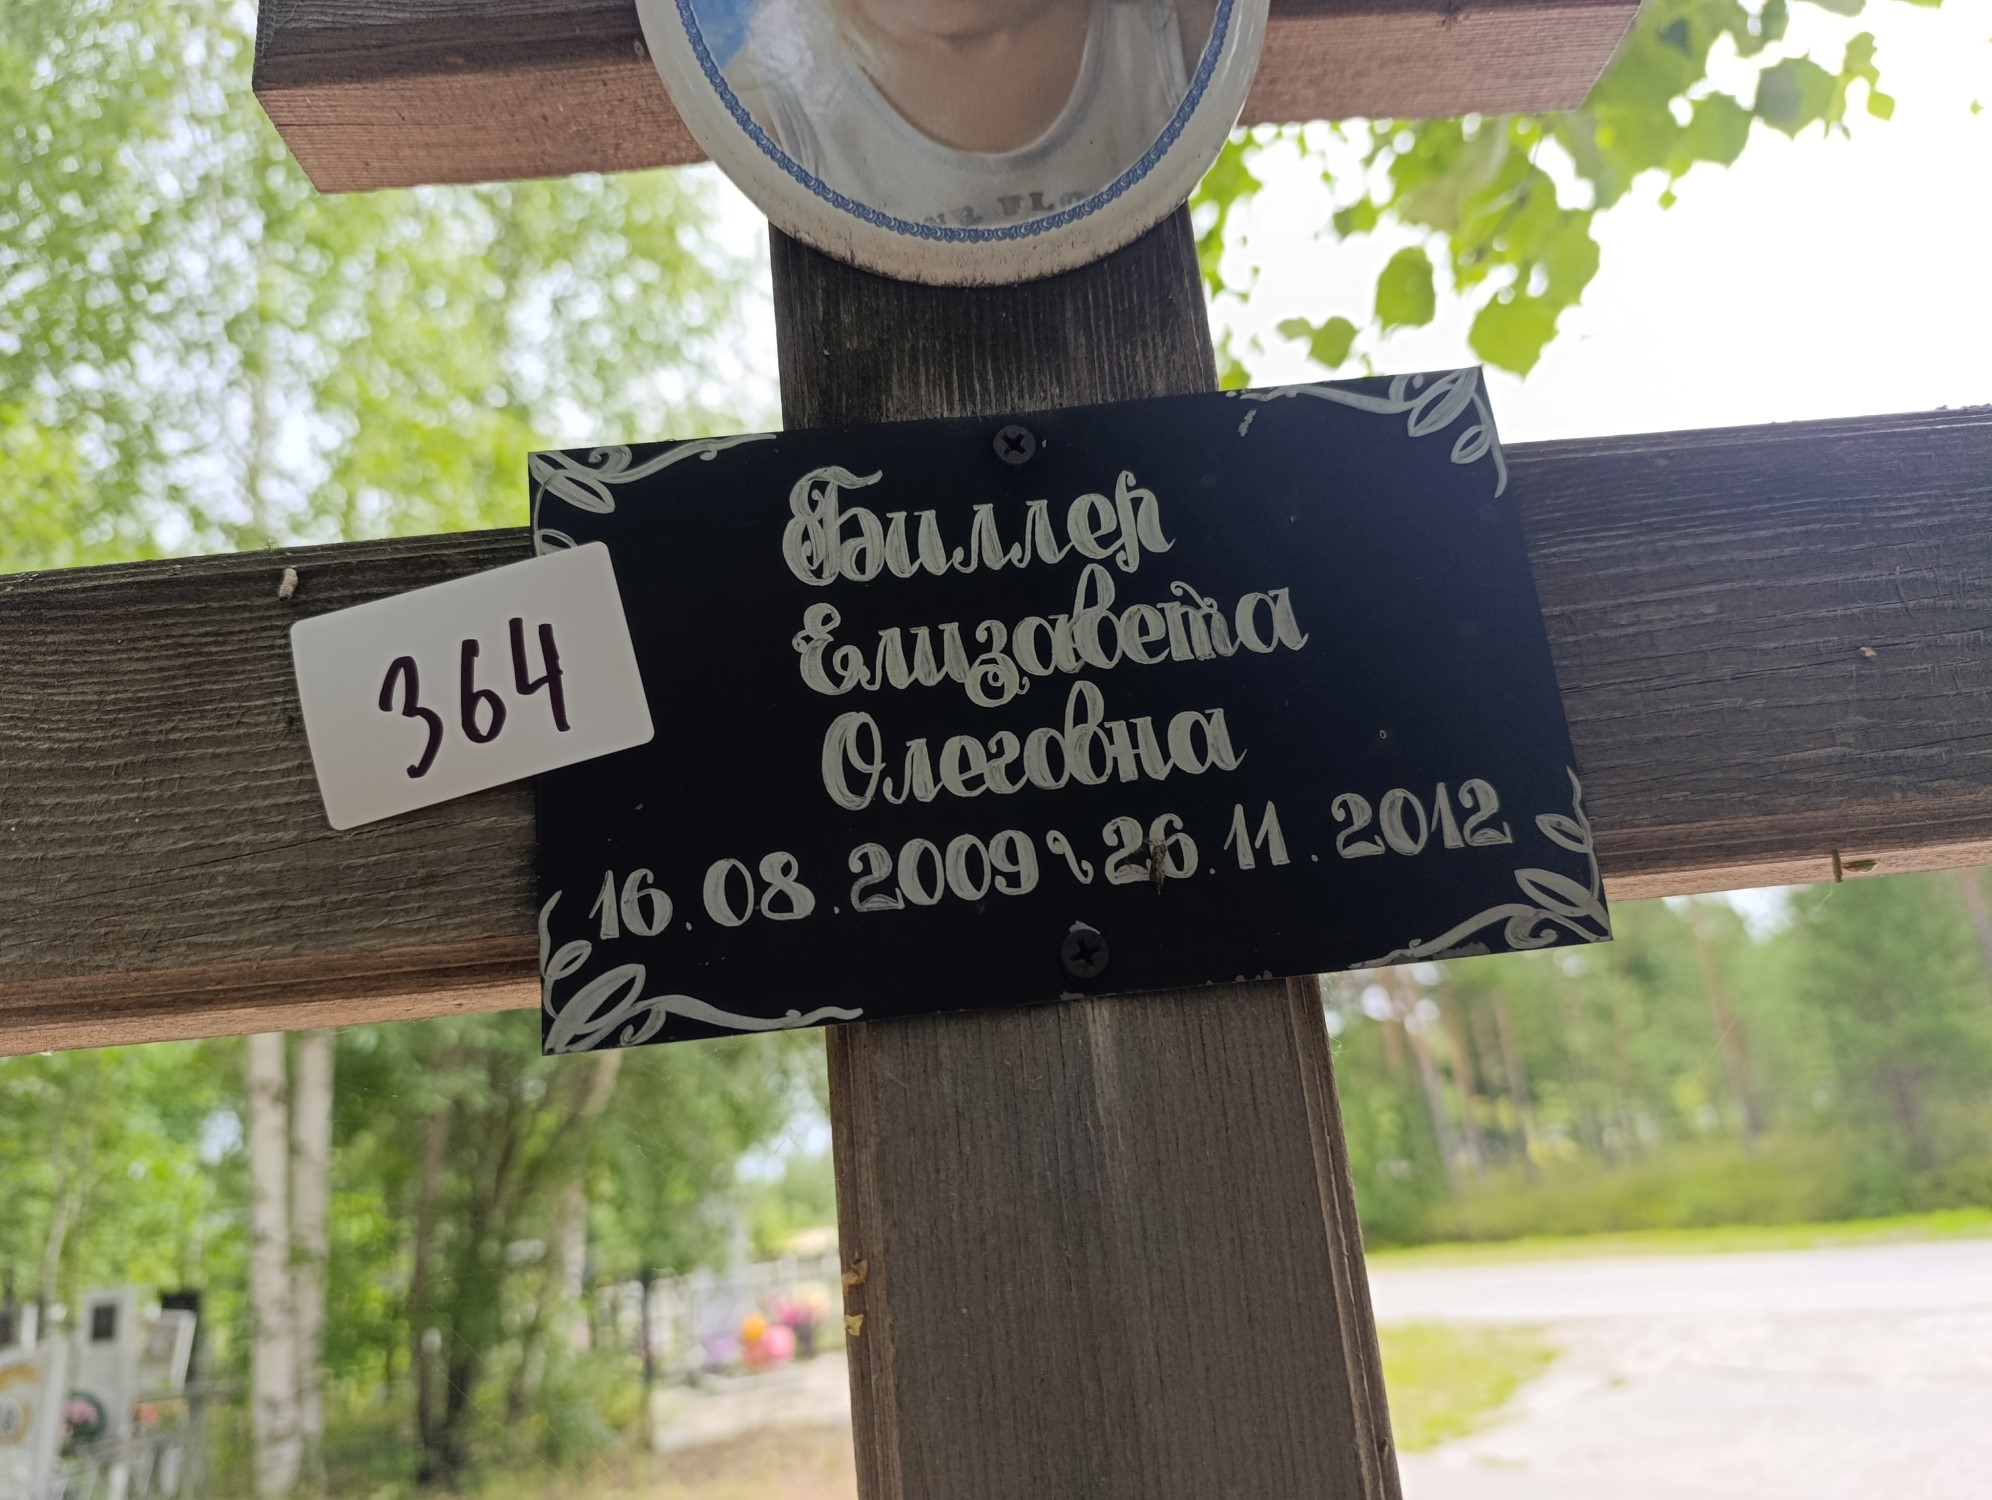 Биллер
Елизавета
Олеговна
16.08.2009 26.11.2012
364